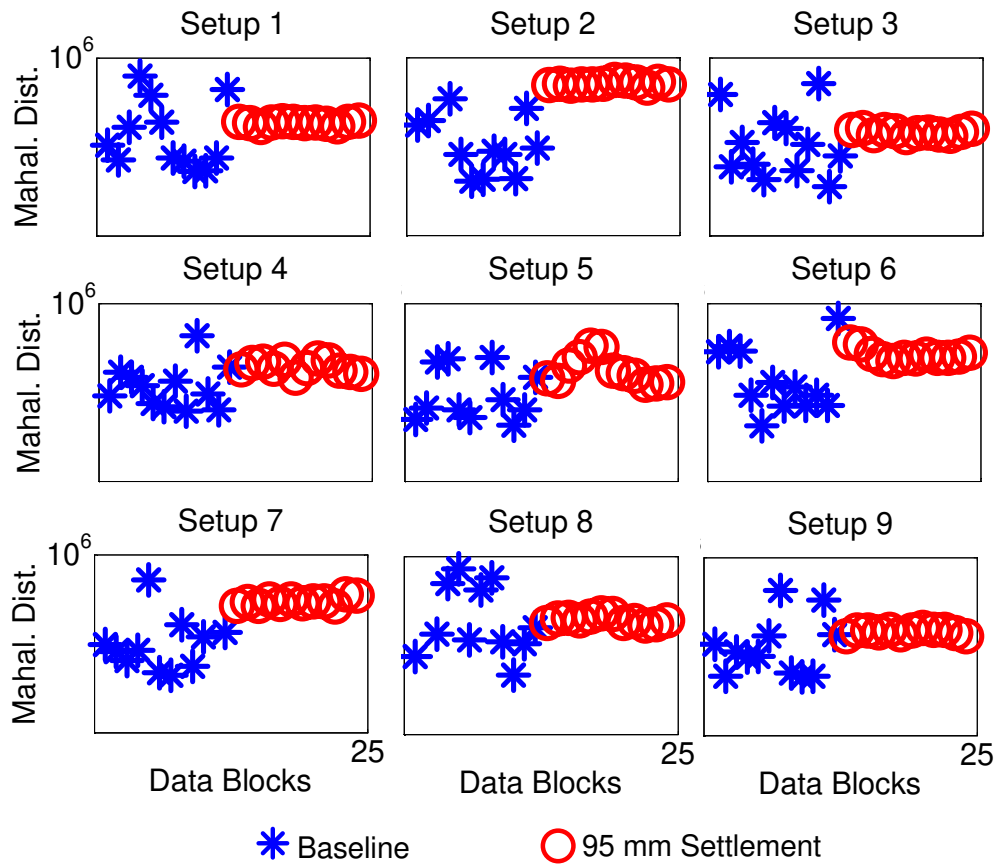 Setup 1
Setup 2
Setup 3
10^6
Mahal. Dist.
Setup 4
Setup 5
Setup 6
10^6
Mahal. Dist.
Setup 7
Setup 8
Setup 9
10^6
Mahal. Dist.
25
25
25
Data Blocks
Data Blocks
Data Blocks
Baseline
95 mm Settlement